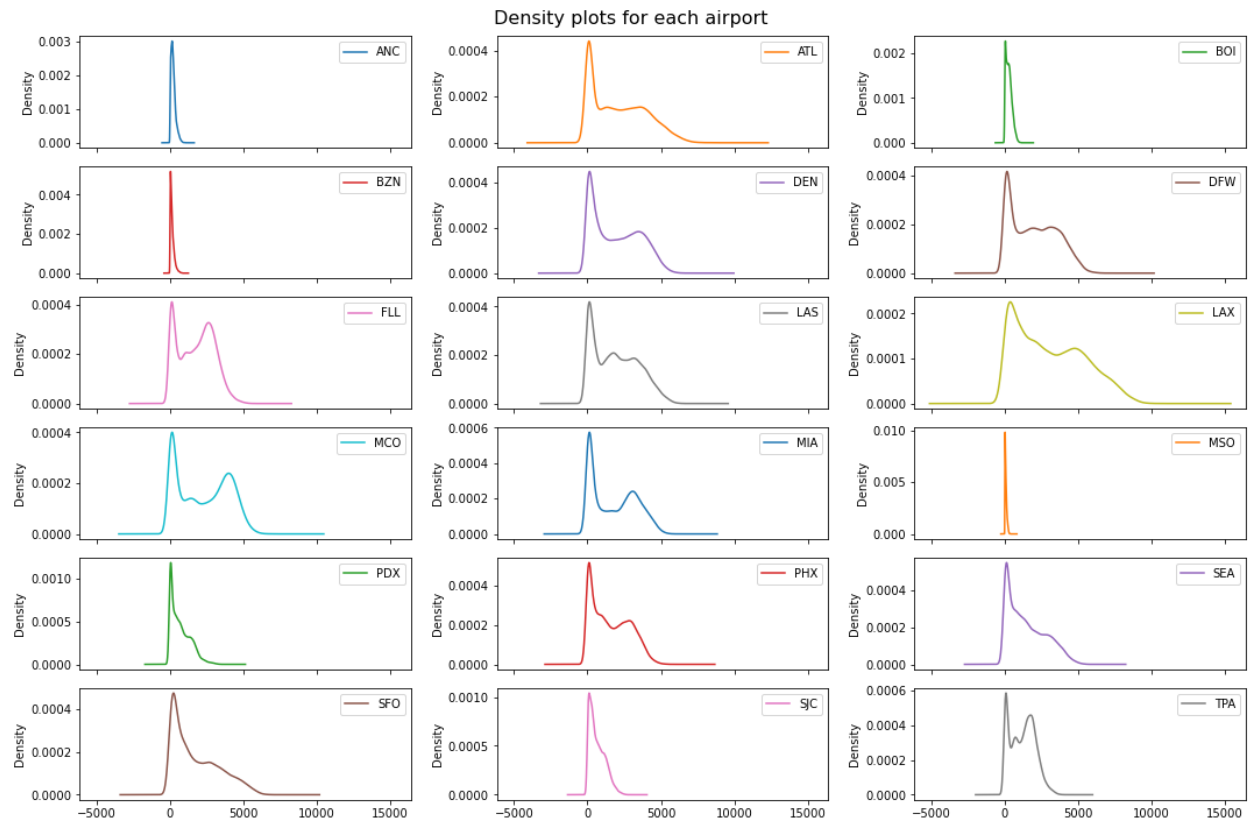 Density plots for each airport
0.003
0.002
0.001
0.000
Density
ANC
0.0004
0.0002
0.0000
Density
ATL
0.002
0.001
0.000
Density
BOI
0.004
0.002
0.000
Density
BZN
0.0004
0.0002
0.0000
Density
DEN
0.0004
0.0002
0.0000
Density
DFW
0.0004
0.0002
0.0000
Density
FLL
0.0004
0.0002
0.0000
Density
LAS
0.0002
0.0001
0.0000
Density
LAX
0.0004
0.0002
0.0000
Density
MCO
0.0006
0.0004
0.0002
0.0000
Density
MIA
0.010
0.005
0.000
Density
MSO
0.0010
0.0005
0.0000
Density
PDX
0.0004
0.0002
0.0000
Density
PHX
0.0004
0.0002
0.0000
Density
SEA
0.0004
0.0002
0.0000
Density
SFO
−5000 0 5000 10000 15000
0.0010
0.0005
0.0000
Density
SJC
−5000 0 5000 10000 15000
0.0006
0.0004
0.0002
0.0000
Density
TPA
−5000 0 5000 10000 15000